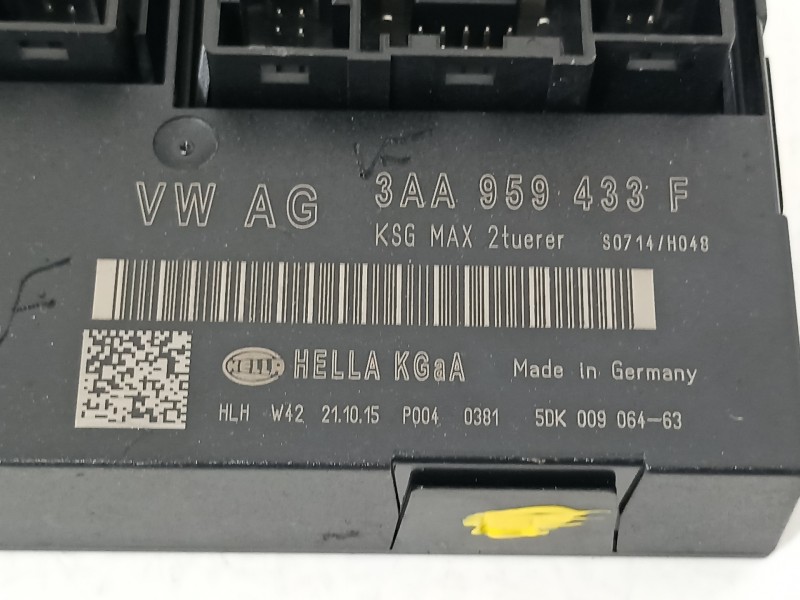 VW AG 3AA 959 433 F
KSG MAX 2tuerer S0714/H048
HELLA HELLA KGaA Made in Germany
HLH W42 21.10.15 P004 0381 5DK 009 064-63